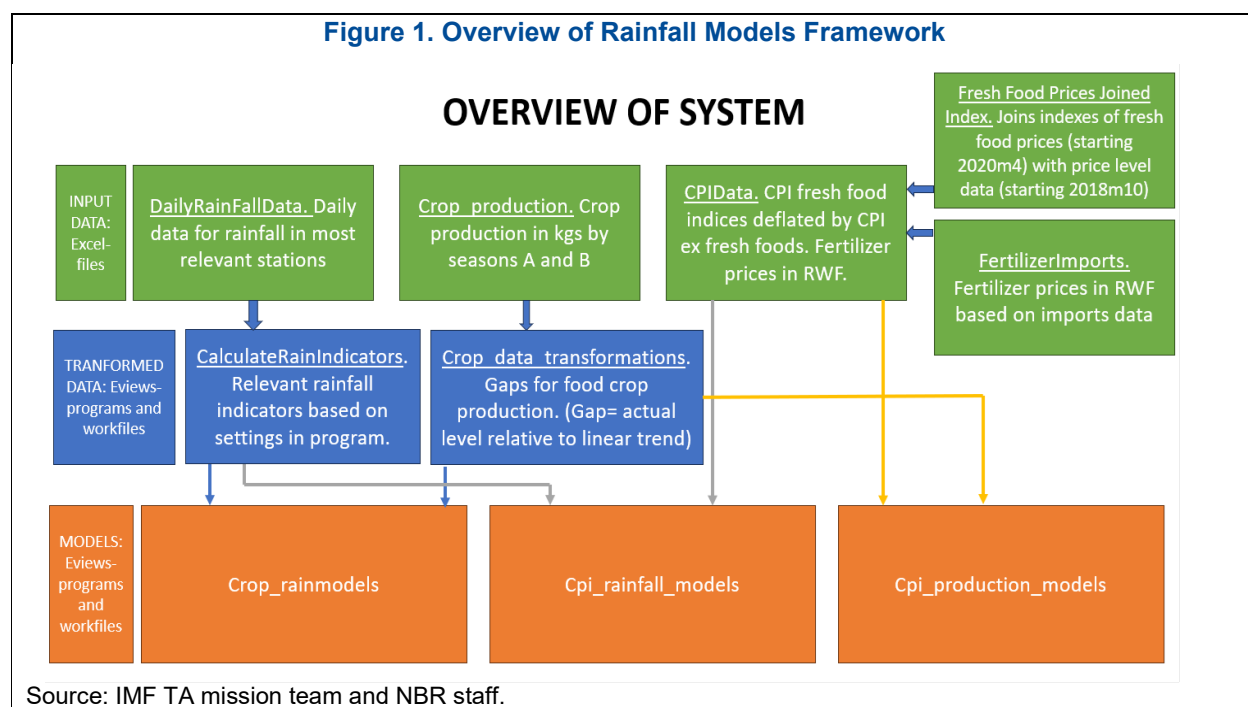 Figure 1. Overview of Rainfall Models Framework
OVERVIEW OF SYSTEM
Fresh Food Prices Joined
Index. Joins indexes of fresh
food prices (starting
2020m4) with price level
data (starting 2018m10)
INPUT
DATA:
Excel-
files
DailyRainFallData. Daily
data for rainfall in most
relevant stations
Crop_production. Crop
production in kgs by
seasons A and B
CPIData. CPI fresh food
indices deflated by CPI
ex fresh foods. Fertilizer
prices in RWF.
FertilizerImports.
Fertilizer prices in RWF
based on imports data
TRANFORMED
DATA: Eviews-
programs and
workfiles
CalculateRainIndicators.
Relevant rainfall
indicators based on
settings in program.
Crop_data_transformations.
Gaps for food crop
production. (Gap= actual
level relative to linear trend)
MODELS:
Eviews-
programs
and
workfiles
Crop_rainmodels
Cpi_rainfall_models
Cpi_production_models
Source: IMF TA mission team and NBR staff.